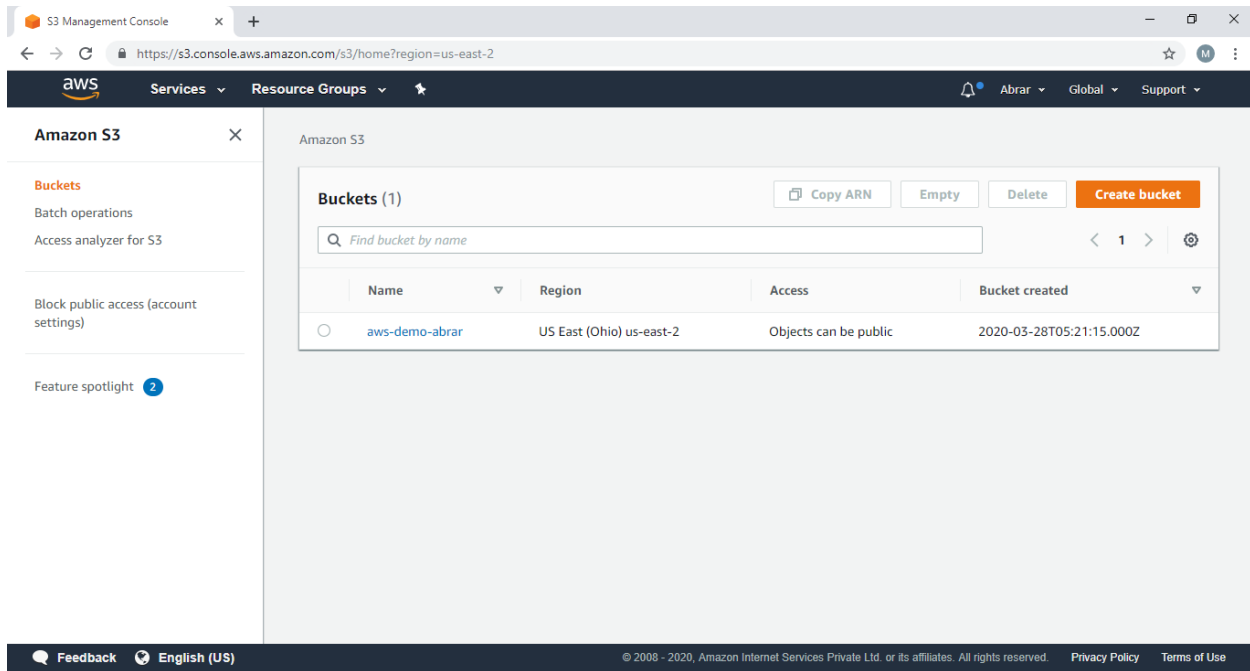 S3 Management Console
https://s3.console.aws.amazon.com/s3/home?region=us-east-2
M
aws Services Resource Groups Abrar Global Support
Amazon S3
Buckets
Batch operations
Access analyzer for S3
Block public access (account
settings)
Feature spotlight 2
Amazon S3
Buckets (1) Copy ARN Empty Delete Create bucket
Find bucket by name 1
Name Region Access Bucket created
aws-demo-abrar US East (Ohio) us-east-2 Objects can be public 2020-03-28T05:21:15.000Z
Feedback English (US) © 2008 - 2020, Amazon Internet Services Private Ltd. or its affiliates. All rights reserved. Privacy Policy Terms of Use